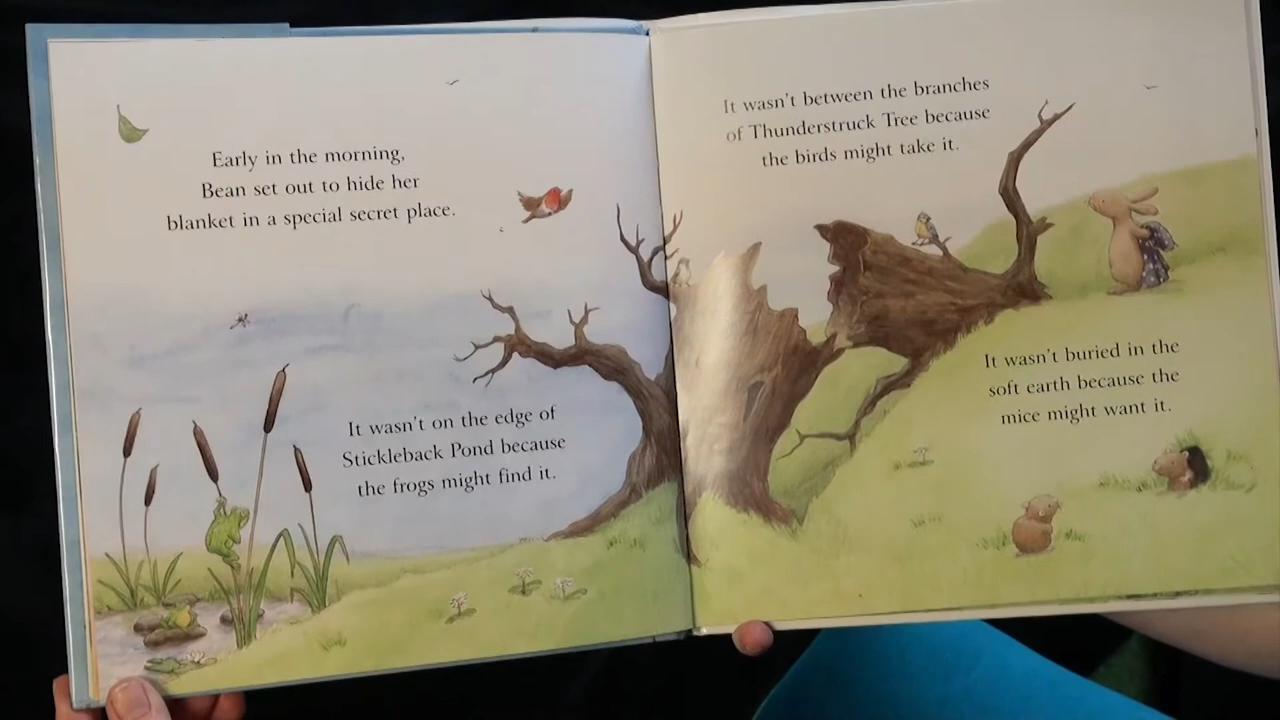 Early in the morning,
Bean set out to hide her
blanket in a special secret place.
It wasn't on the edge of
Stickleback Pond because
the frogs might find it.
It wasn't between the branches
of Thunderstruck Tree because
the birds might take it.
It wasn't buried in the
soft earth because the
mice might want it.